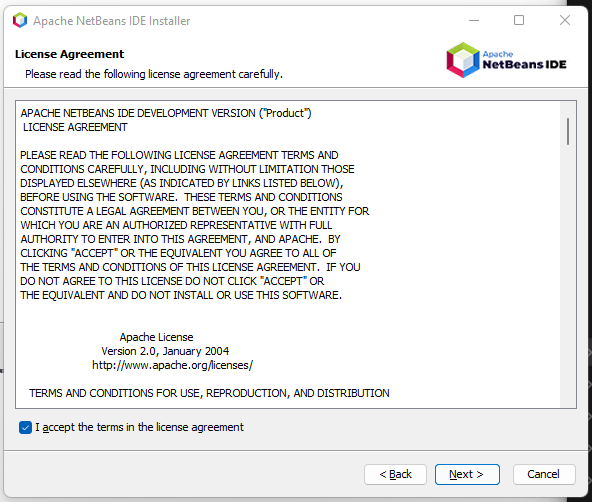 Apache NetBeans IDE Installer
License Agreement
Please read the following license agreement carefully.
Apache
NetBeans IDE
APACHE NETBEANS IDE DEVELOPMENT VERSION ("Product")
LICENSE AGREEMENT
PLEASE READ THE FOLLOWING LICENSE AGREEMENT TERMS AND
CONDITIONS CAREFULLY, INCLUDING WITHOUT LIMITATION THOSE
DISPLAYED ELSEWHERE (AS INDICATED BY LINKS LISTED BELOW),
BEFORE USING THE SOFTWARE.  THESE TERMS AND CONDITIONS
CONSTITUTE A LEGAL AGREEMENT BETWEEN YOU, OR THE ENTITY FOR
WHICH YOU ARE AN AUTHORIZED REPRESENTATIVE WITH FULL
AUTHORITY TO ENTER INTO THIS AGREEMENT, AND APACHE.  BY
CLICKING "ACCEPT" OR THE EQUIVALENT YOU AGREE TO ALL OF
THE TERMS AND CONDITIONS OF THIS LICENSE AGREEMENT.  IF YOU
DO NOT AGREE TO THIS LICENSE DO NOT CLICK "ACCEPT" OR
THE EQUIVALENT AND DO NOT INSTALL OR USE THIS SOFTWARE.
Apache License
Version 2.0, January 2004
http://www.apache.org/licenses/
TERMS AND CONDITIONS FOR USE, REPRODUCTION, AND DISTRIBUTION
I accept the terms in the license agreement
< Back
Next >
Cancel